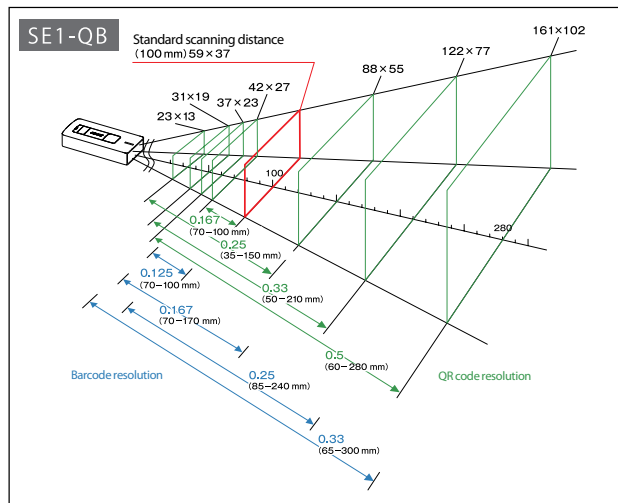 SE1-QB
Standard scanning distance
(100 mm) 59×37
161×102
122×77
88×55
42×27
37×23
31×19
23×13
100
280
0.167
(70–100 mm)
0.25
(35–150 mm)
0.33
(50–210 mm)
0.5
(60–280 mm)
QR code resolution
0.125
(70–100 mm)
0.167
(70–170 mm)
0.25
(85–240 mm)
0.33
(65–300 mm)
Barcode resolution